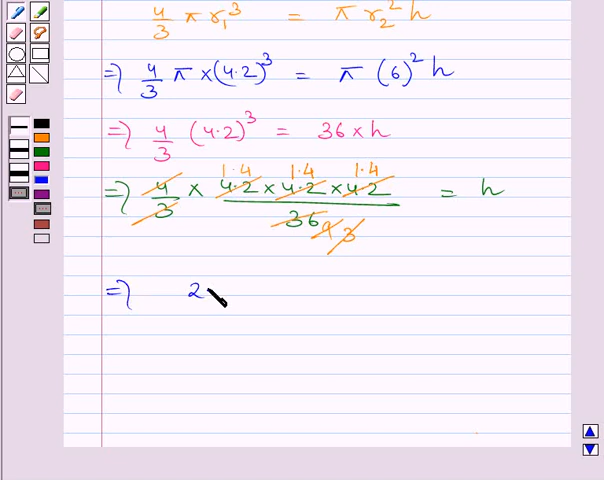 4/3 π r₁³ = π r₂² h
⇒ 4/3 π × (4.2)³ = π (6)² h
⇒ 4/3 (4.2)³ = 36 × h
1.4 1.4 1.4
⇒ 4/3 × 4.2 × 4.2 × 4.2 / 36 = h
9 3
⇒ 2